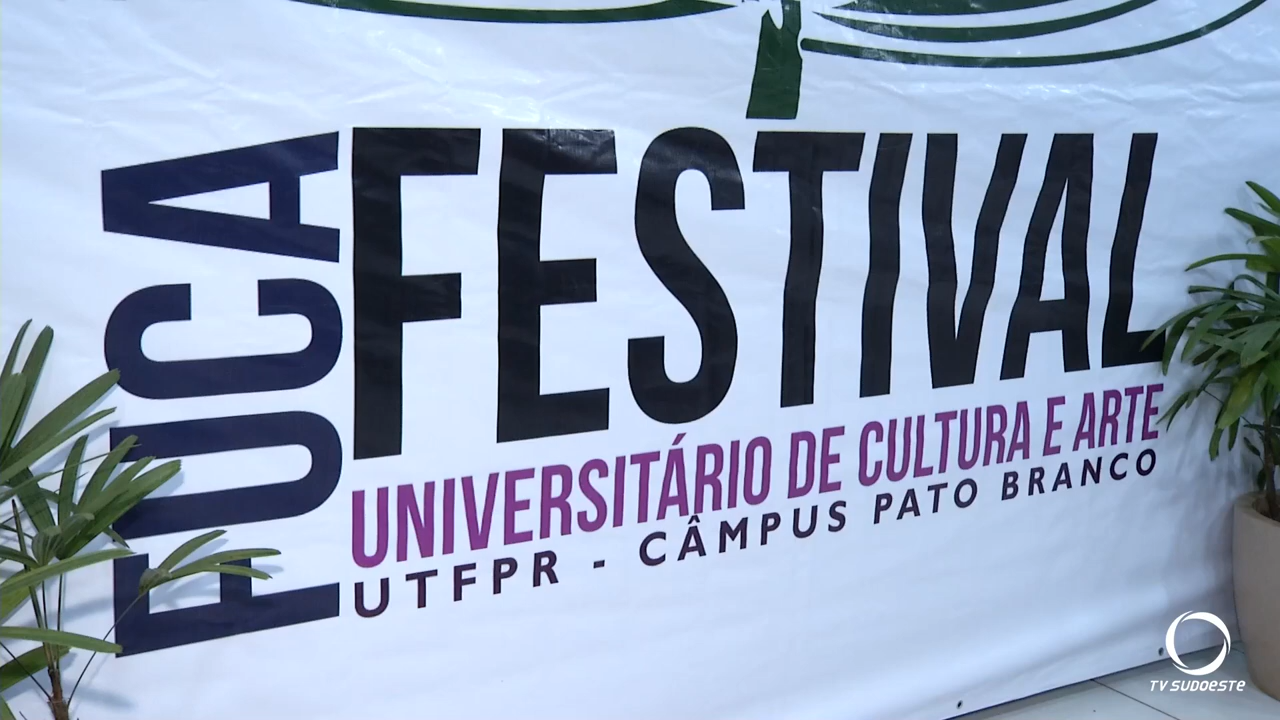 FUCA
FESTIVAL
UNIVERSITÁRIO DE CULTURA E ARTE
UTFPR - CÂMPUS PATO BRANCO
TV SUDOESTE